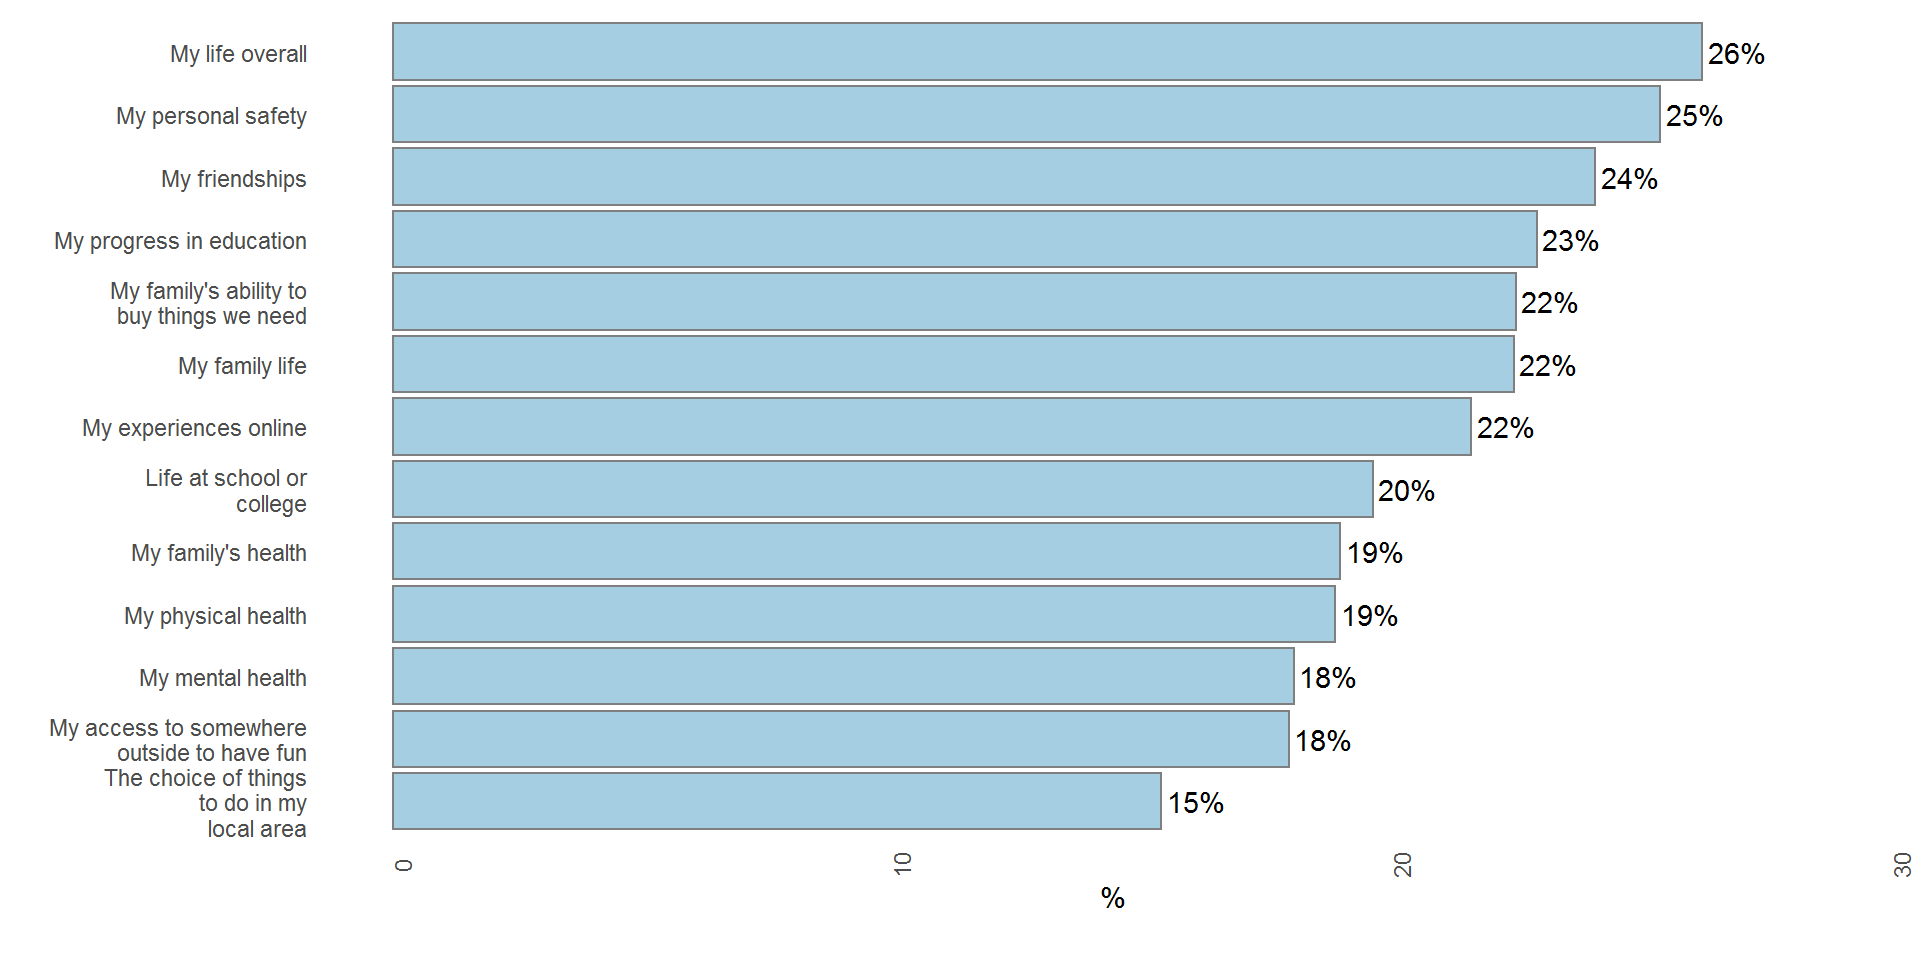 My life overall
26%
My personal safety
25%
My friendships
24%
My progress in education
23%
My family's ability to
buy things we need
22%
My family life
22%
My experiences online
22%
Life at school or
college
20%
My family's health
19%
My physical health
19%
My mental health
18%
My access to somewhere
outside to have fun
18%
The choice of things
to do in my
local area
15%
0
10
20
30
%